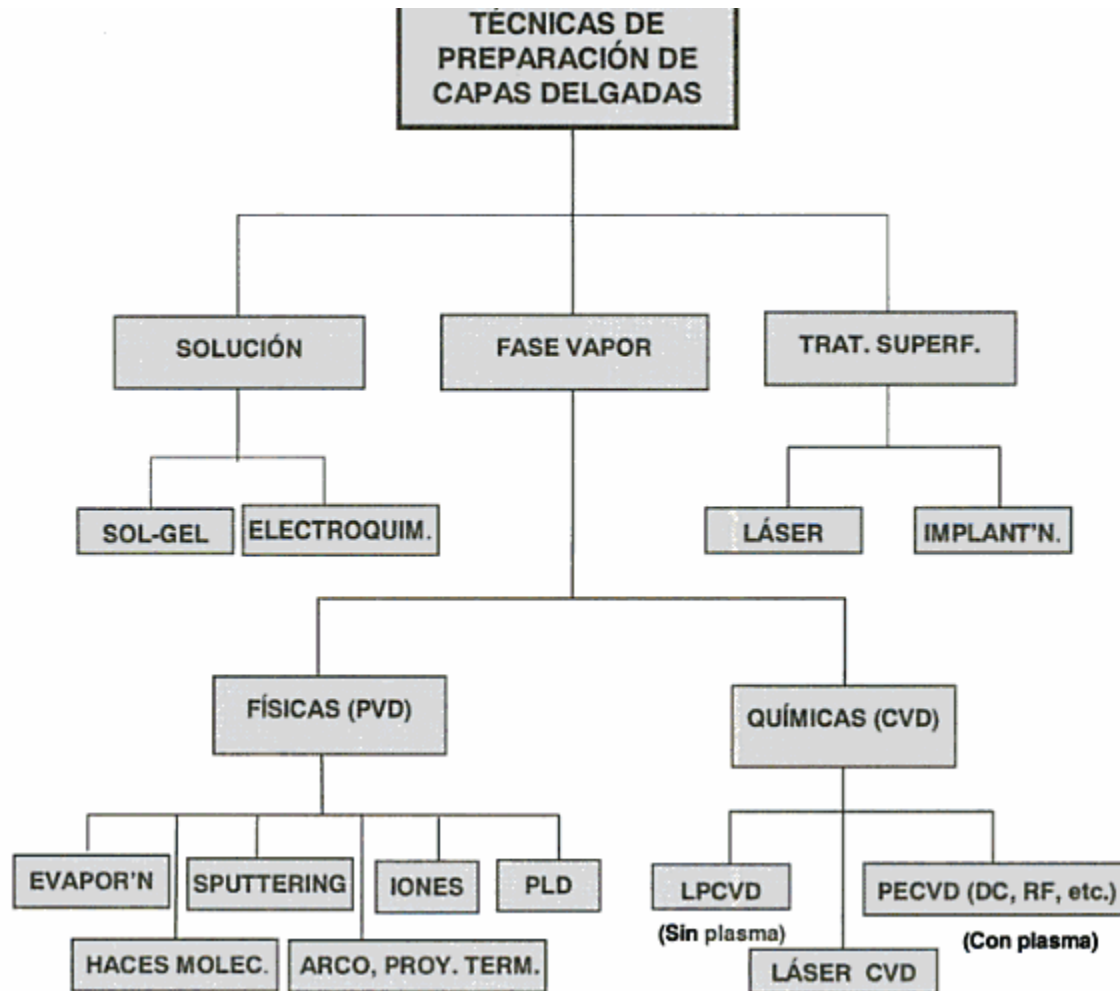 TÉCNICAS DE
PREPARACIÓN DE
CAPAS DELGADAS
SOLUCIÓN
FASE VAPOR
TRAT. SUPERF.
SOL-GEL
ELECTROQUIM.
LÁSER
IMPLANT'N.
FÍSICAS (PVD)
QUÍMICAS (CVD)
EVAPOR'N
SPUTTERING
IONES
PLD
LPCVD
PECVD (DC, RF, etc.)
(Sin plasma)
(Con plasma)
HACES MOLEC.
ARCO, PROY. TERM.
LÁSER CVD